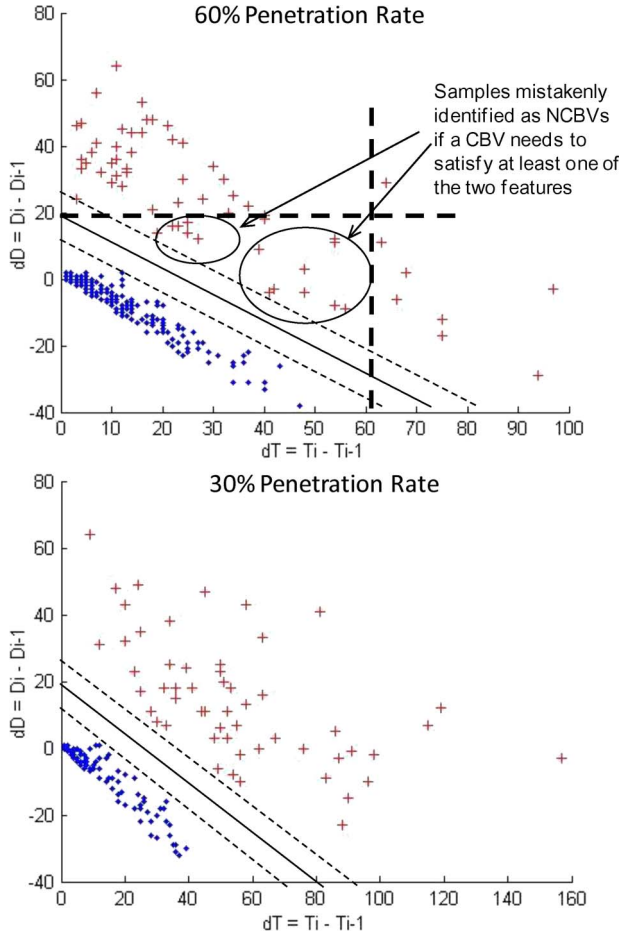 60% Penetration Rate
80
60
40
20
0
-20
-40
dD = Di - Di-1
Samples mistakenly
identified as NCBVs
if a CBV needs to
satisfy at least one of
the two features
0 10 20 30 40 50 60 70 80 90 100
dT = Ti - Ti-1
30% Penetration Rate
80
60
40
20
0
-20
-40
dD = Di - Di-1
0 20 40 60 80 100 120 140 160
dT = Ti - Ti-1